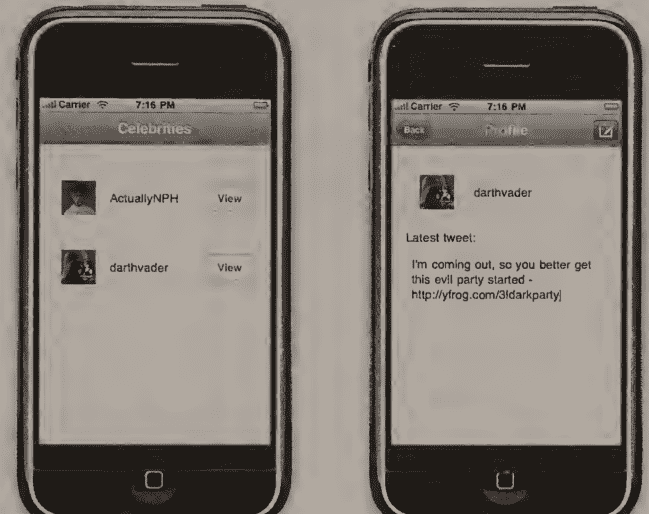 Carrier 7:16 PM
Celebrities
ActuallyNPH View
darthvader View
Carrier 7:16 PM
Back Profile
darthvader
Latest tweet:
I'm coming out, so you better get
this evil party started -
http://yfrog.com/3ldarkparty